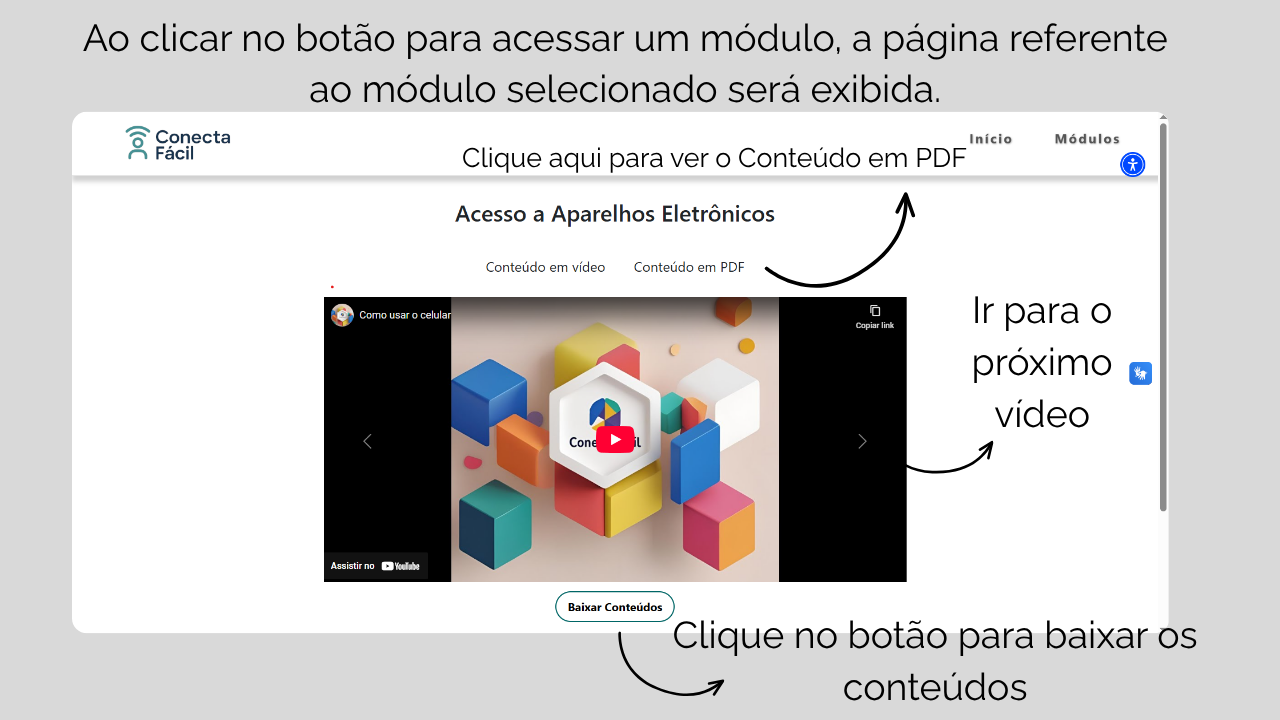 Ao clicar no botão para acessar um módulo, a página referente
ao módulo selecionado será exibida.
Conecta
Fácil
Início
Módulos
Clique aqui para ver o Conteúdo em PDF
Acesso a Aparelhos Eletrônicos
Conteúdo em vídeo
Conteúdo em PDF
Como usar o celular
Copiar link
Ir para o
próximo
vídeo
Assistir no YouTube
Baixar Conteúdos
Clique no botão para baixar os
conteúdos